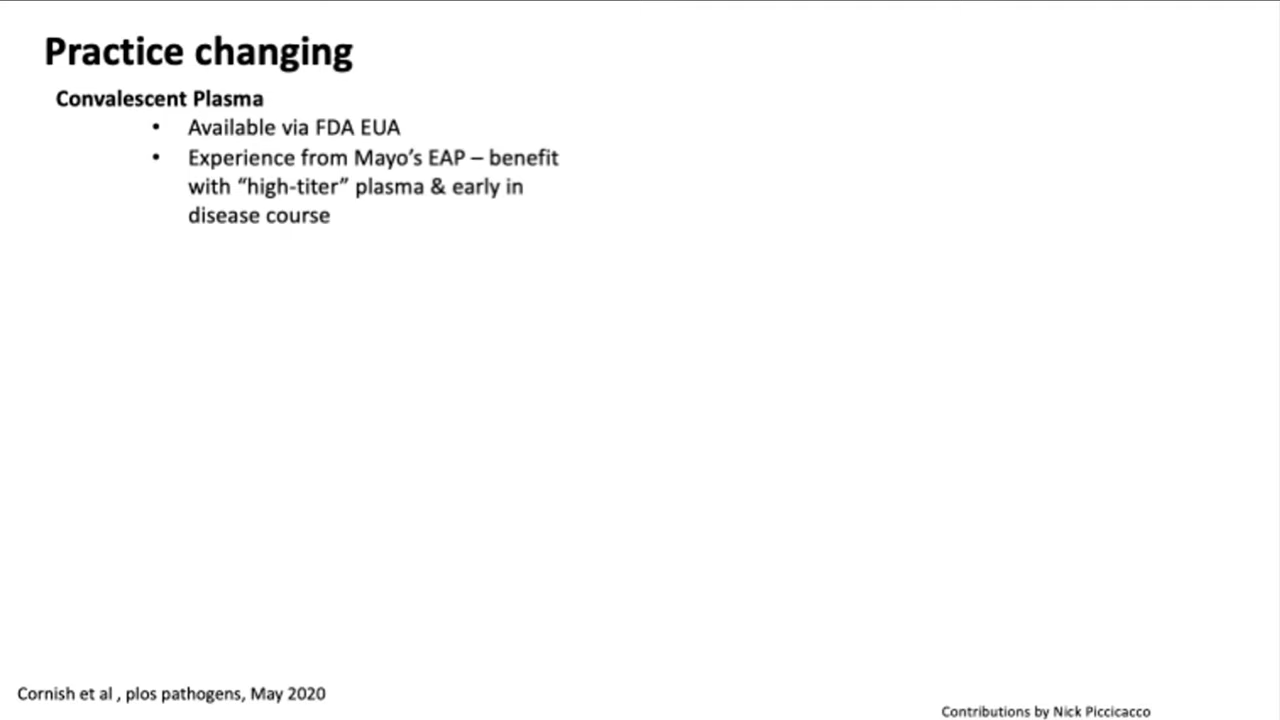 Practice changing
Convalescent Plasma
• Available via FDA EUA
• Experience from Mayo’s EAP – benefit
with “high-titer” plasma & early in
disease course
Cornish et al , plos pathogens, May 2020
Contributions by Nick Piccicacco